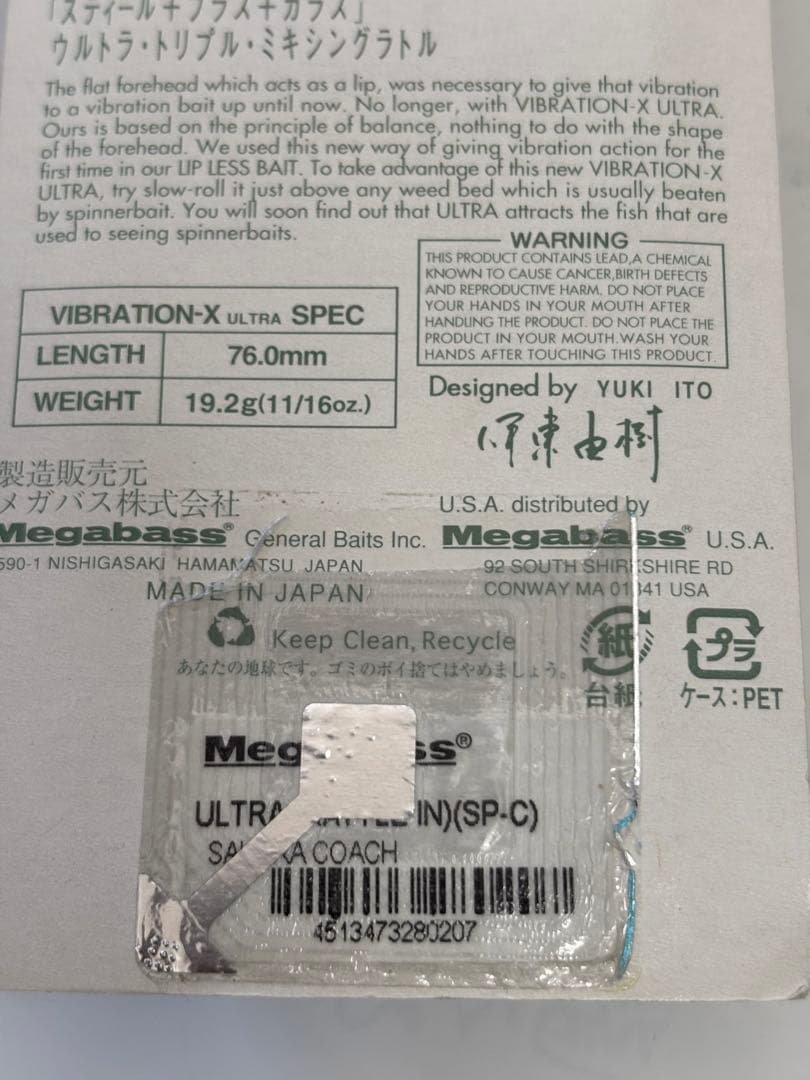 「スティール+ブラス+ガラス」
ウルトラ・トリプル・ミキシングラトル
The flat forehead which acts as a lip, was necessary to give that vibration
to a vibration bait up until now. No longer, with VIBRATION-X ULTRA.
Ours is based on the principle of balance, nothing to do with the shape
of the forehead. We used this new way of giving vibration action for the
first time in our LIP LESS BAIT. To take advantage of this new VIBRATION-X
ULTRA, try slow-roll it just above any weed bed which is usually beaten
by spinnerbait. You will soon find out that ULTRA attracts the fish that are
used to seeing spinnerbaits.
WARNING
THIS PRODUCT CONTAINS LEAD,A CHEMICAL
KNOWN TO CAUSE CANCER,BIRTH DEFECTS
AND REPRODUCTIVE HARM. DO NOT PLACE
YOUR HANDS IN YOUR MOUTH AFTER
HANDLING THE PRODUCT. DO NOT PLACE THE
PRODUCT IN YOUR MOUTH.WASH YOUR
HANDS AFTER TOUCHING THIS PRODUCT.
VIBRATION-X ULTRA SPEC
LENGTH 76.0mm
WEIGHT 19.2g(11/16oz.)
Designed by YUKI ITO
伊東由樹
製造販売元
メガバス株式会社
Megabass® General Baits Inc.
590-1 NISHIGASAKI HAMAMATSU JAPAN
MADE IN JAPAN
U.S.A. distributed by
Megabass® U.S.A.
92 SOUTH SHIRKSHIRE RD
CONWAY MA 01341 USA
Keep Clean, Recycle
あなたの地球です。ゴミのポイ捨てはやめましょう。
紙
台紙
プラ
ケース:PET
Meg ss®
ULTRA IN)(SP-C)
COACH
4513473280207